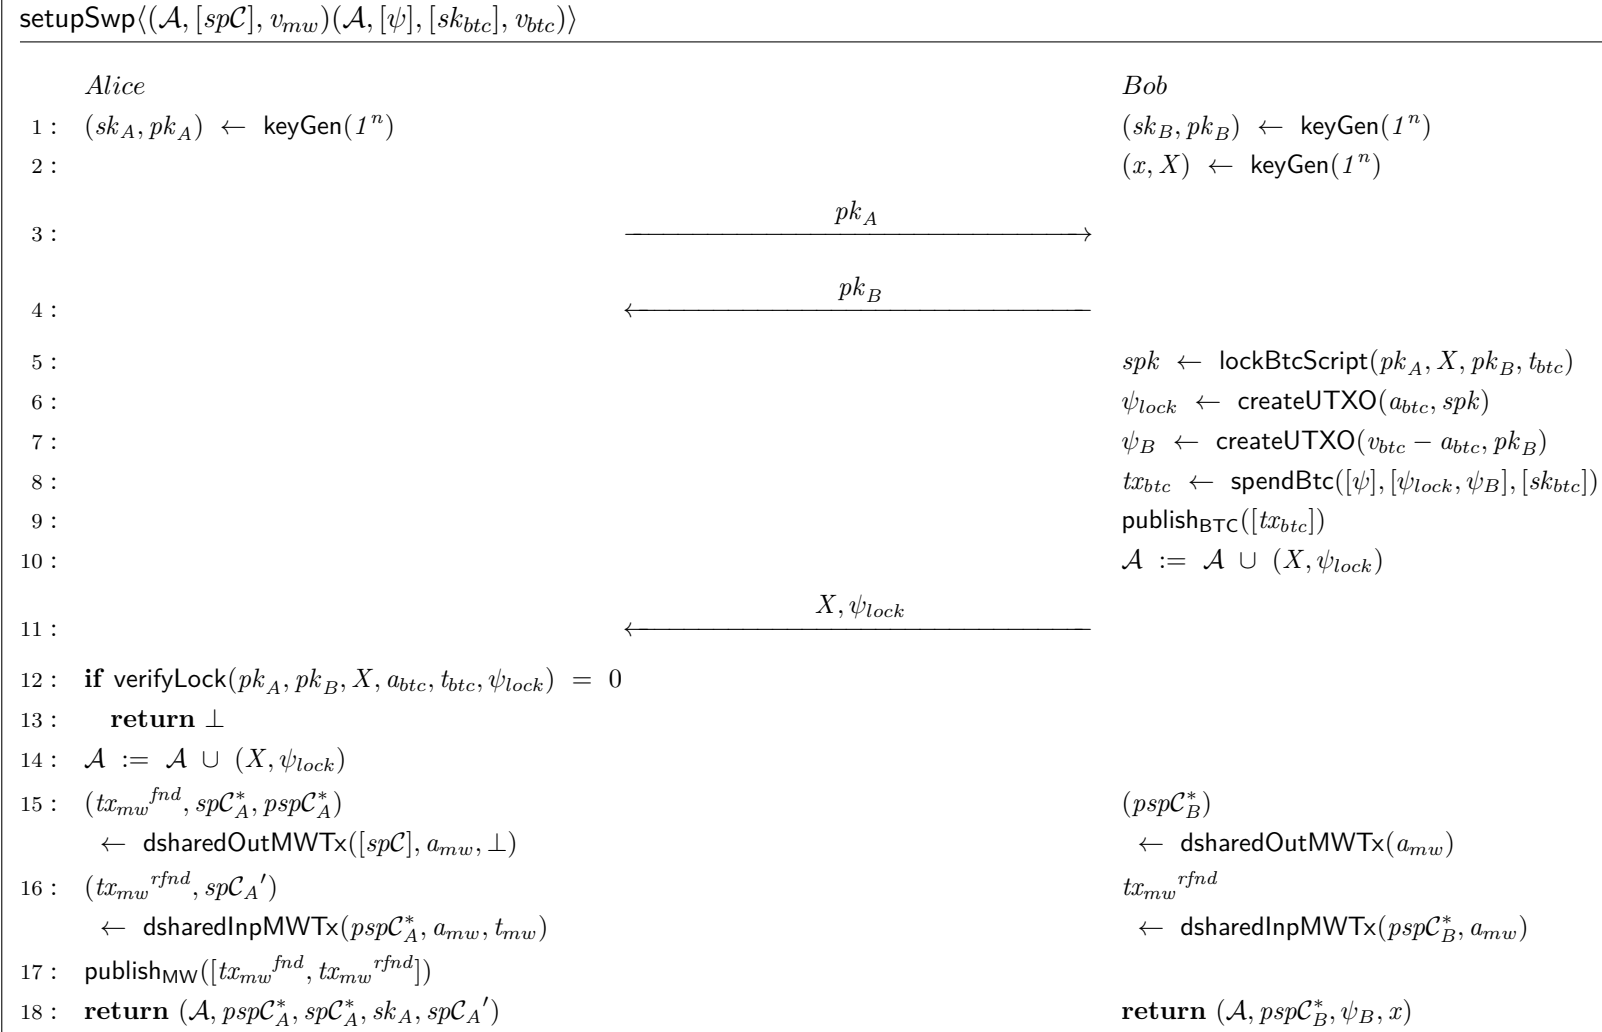 setupSwp⟨(𝒜, [sp𝒞], v_mw)(𝒜, [ψ], [sk_btc], v_btc)⟩
Alice Bob
1 : (sk_A, pk_A) ← keyGen(1^n) (sk_B, pk_B) ← keyGen(1^n)
2 : (x, X) ← keyGen(1^n)
pk_A
3 : ⟶
pk_B
4 : ⟵
5 : spk ← lockBtcScript(pk_A, X, pk_B, t_btc)
6 : ψ_lock ← createUTXO(a_btc, spk)
7 : ψ_B ← createUTXO(v_btc − a_btc, pk_B)
8 : tx_btc ← spendBtc([ψ], [ψ_lock, ψ_B], [sk_btc])
9 : publish_BTC([tx_btc])
10 : 𝒜 := 𝒜 ∪ (X, ψ_lock)
X, ψ_lock
11 : ⟵
12 : if verifyLock(pk_A, pk_B, X, a_btc, t_btc, ψ_lock) = 0
13 : return ⊥
14 : 𝒜 := 𝒜 ∪ (X, ψ_lock)
15 : (tx_mw^fnd, sp𝒞*_A, psp𝒞*_A) (psp𝒞*_B)
← dsharedOutMWTx([sp𝒞], a_mw, ⊥) ← dsharedOutMWTx(a_mw)
16 : (tx_mw^rfnd, sp𝒞_A′) tx_mw^rfnd
← dsharedInpMWTx(psp𝒞*_A, a_mw, t_mw) ← dsharedInpMWTx(psp𝒞*_B, a_mw)
17 : publish_MW([tx_mw^fnd, tx_mw^rfnd])
18 : return (𝒜, psp𝒞*_A, sp𝒞*_A, sk_A, sp𝒞_A′) return (𝒜, psp𝒞*_B, ψ_B, x)